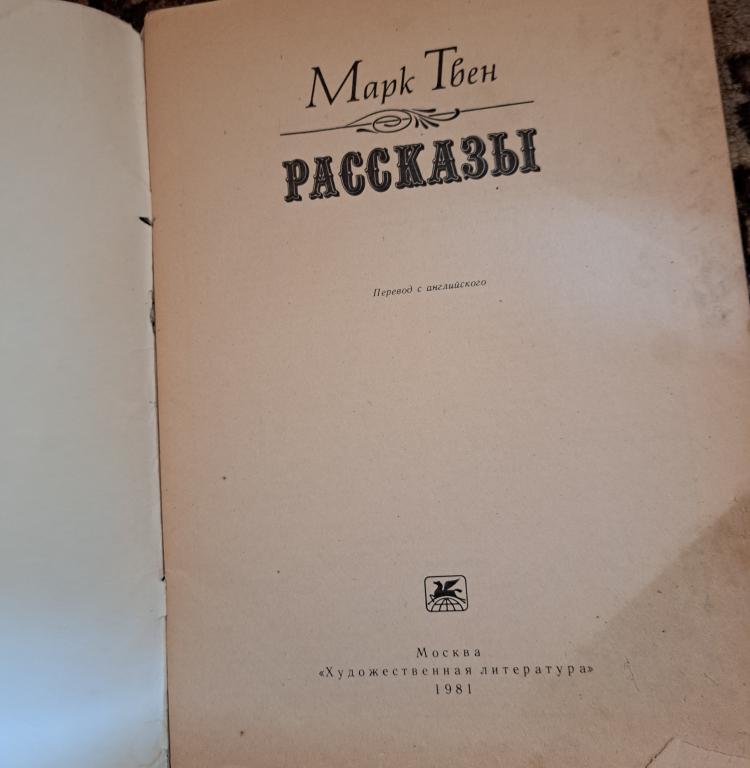 Марк Твен
РАССКАЗЫ
Перевод с английского
Москва
«Художественная литература»
1981